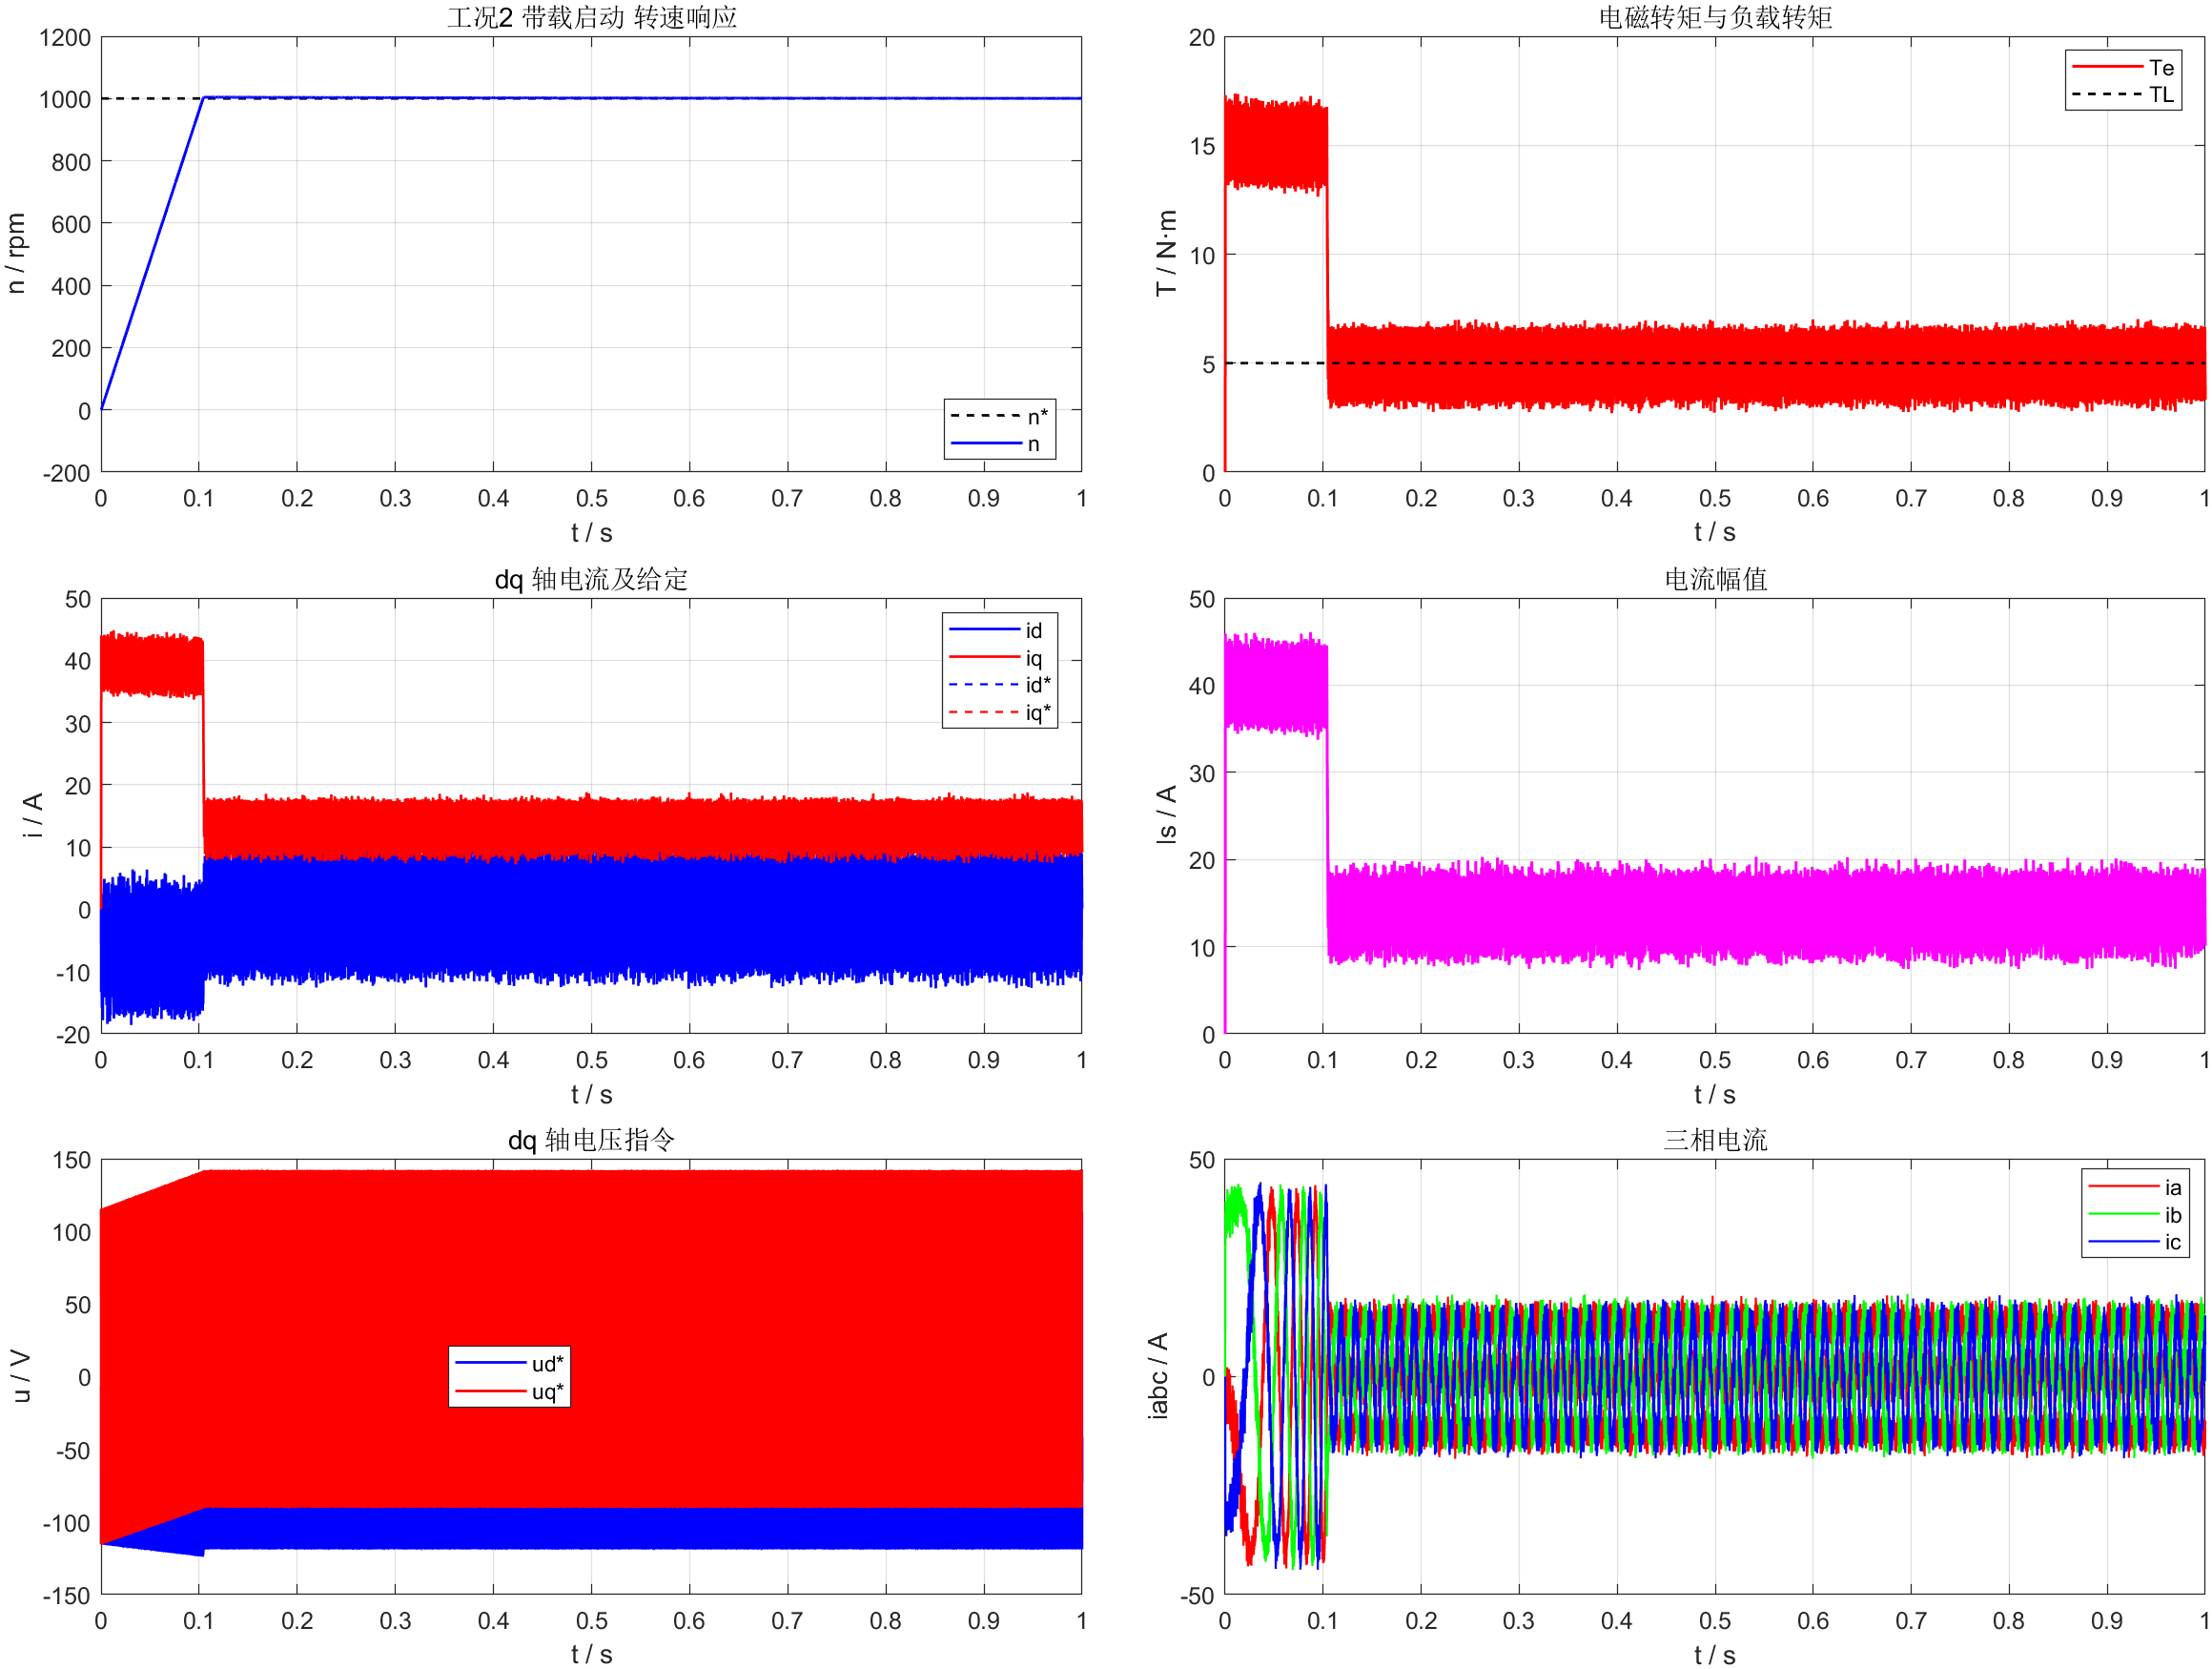 工况2 带载启动 转速响应
1200
1000
800
600
400
200
0
-200
n / rpm
0 0.1 0.2 0.3 0.4 0.5 0.6 0.7 0.8 0.9 1
t / s
n*
n
电磁转矩与负载转矩
20
15
10
5
0
T / N·m
0 0.1 0.2 0.3 0.4 0.5 0.6 0.7 0.8 0.9 1
t / s
Te
TL
dq 轴电流及给定
50
40
30
20
10
0
-10
-20
i / A
0 0.1 0.2 0.3 0.4 0.5 0.6 0.7 0.8 0.9 1
t / s
id
iq
id*
iq*
电流幅值
50
40
30
20
10
0
Is / A
0 0.1 0.2 0.3 0.4 0.5 0.6 0.7 0.8 0.9 1
t / s
dq 轴电压指令
150
100
50
0
-50
-100
-150
u / V
0 0.1 0.2 0.3 0.4 0.5 0.6 0.7 0.8 0.9 1
t / s
ud*
uq*
三相电流
50
0
-50
iabc / A
0 0.1 0.2 0.3 0.4 0.5 0.6 0.7 0.8 0.9 1
t / s
ia
ib
ic